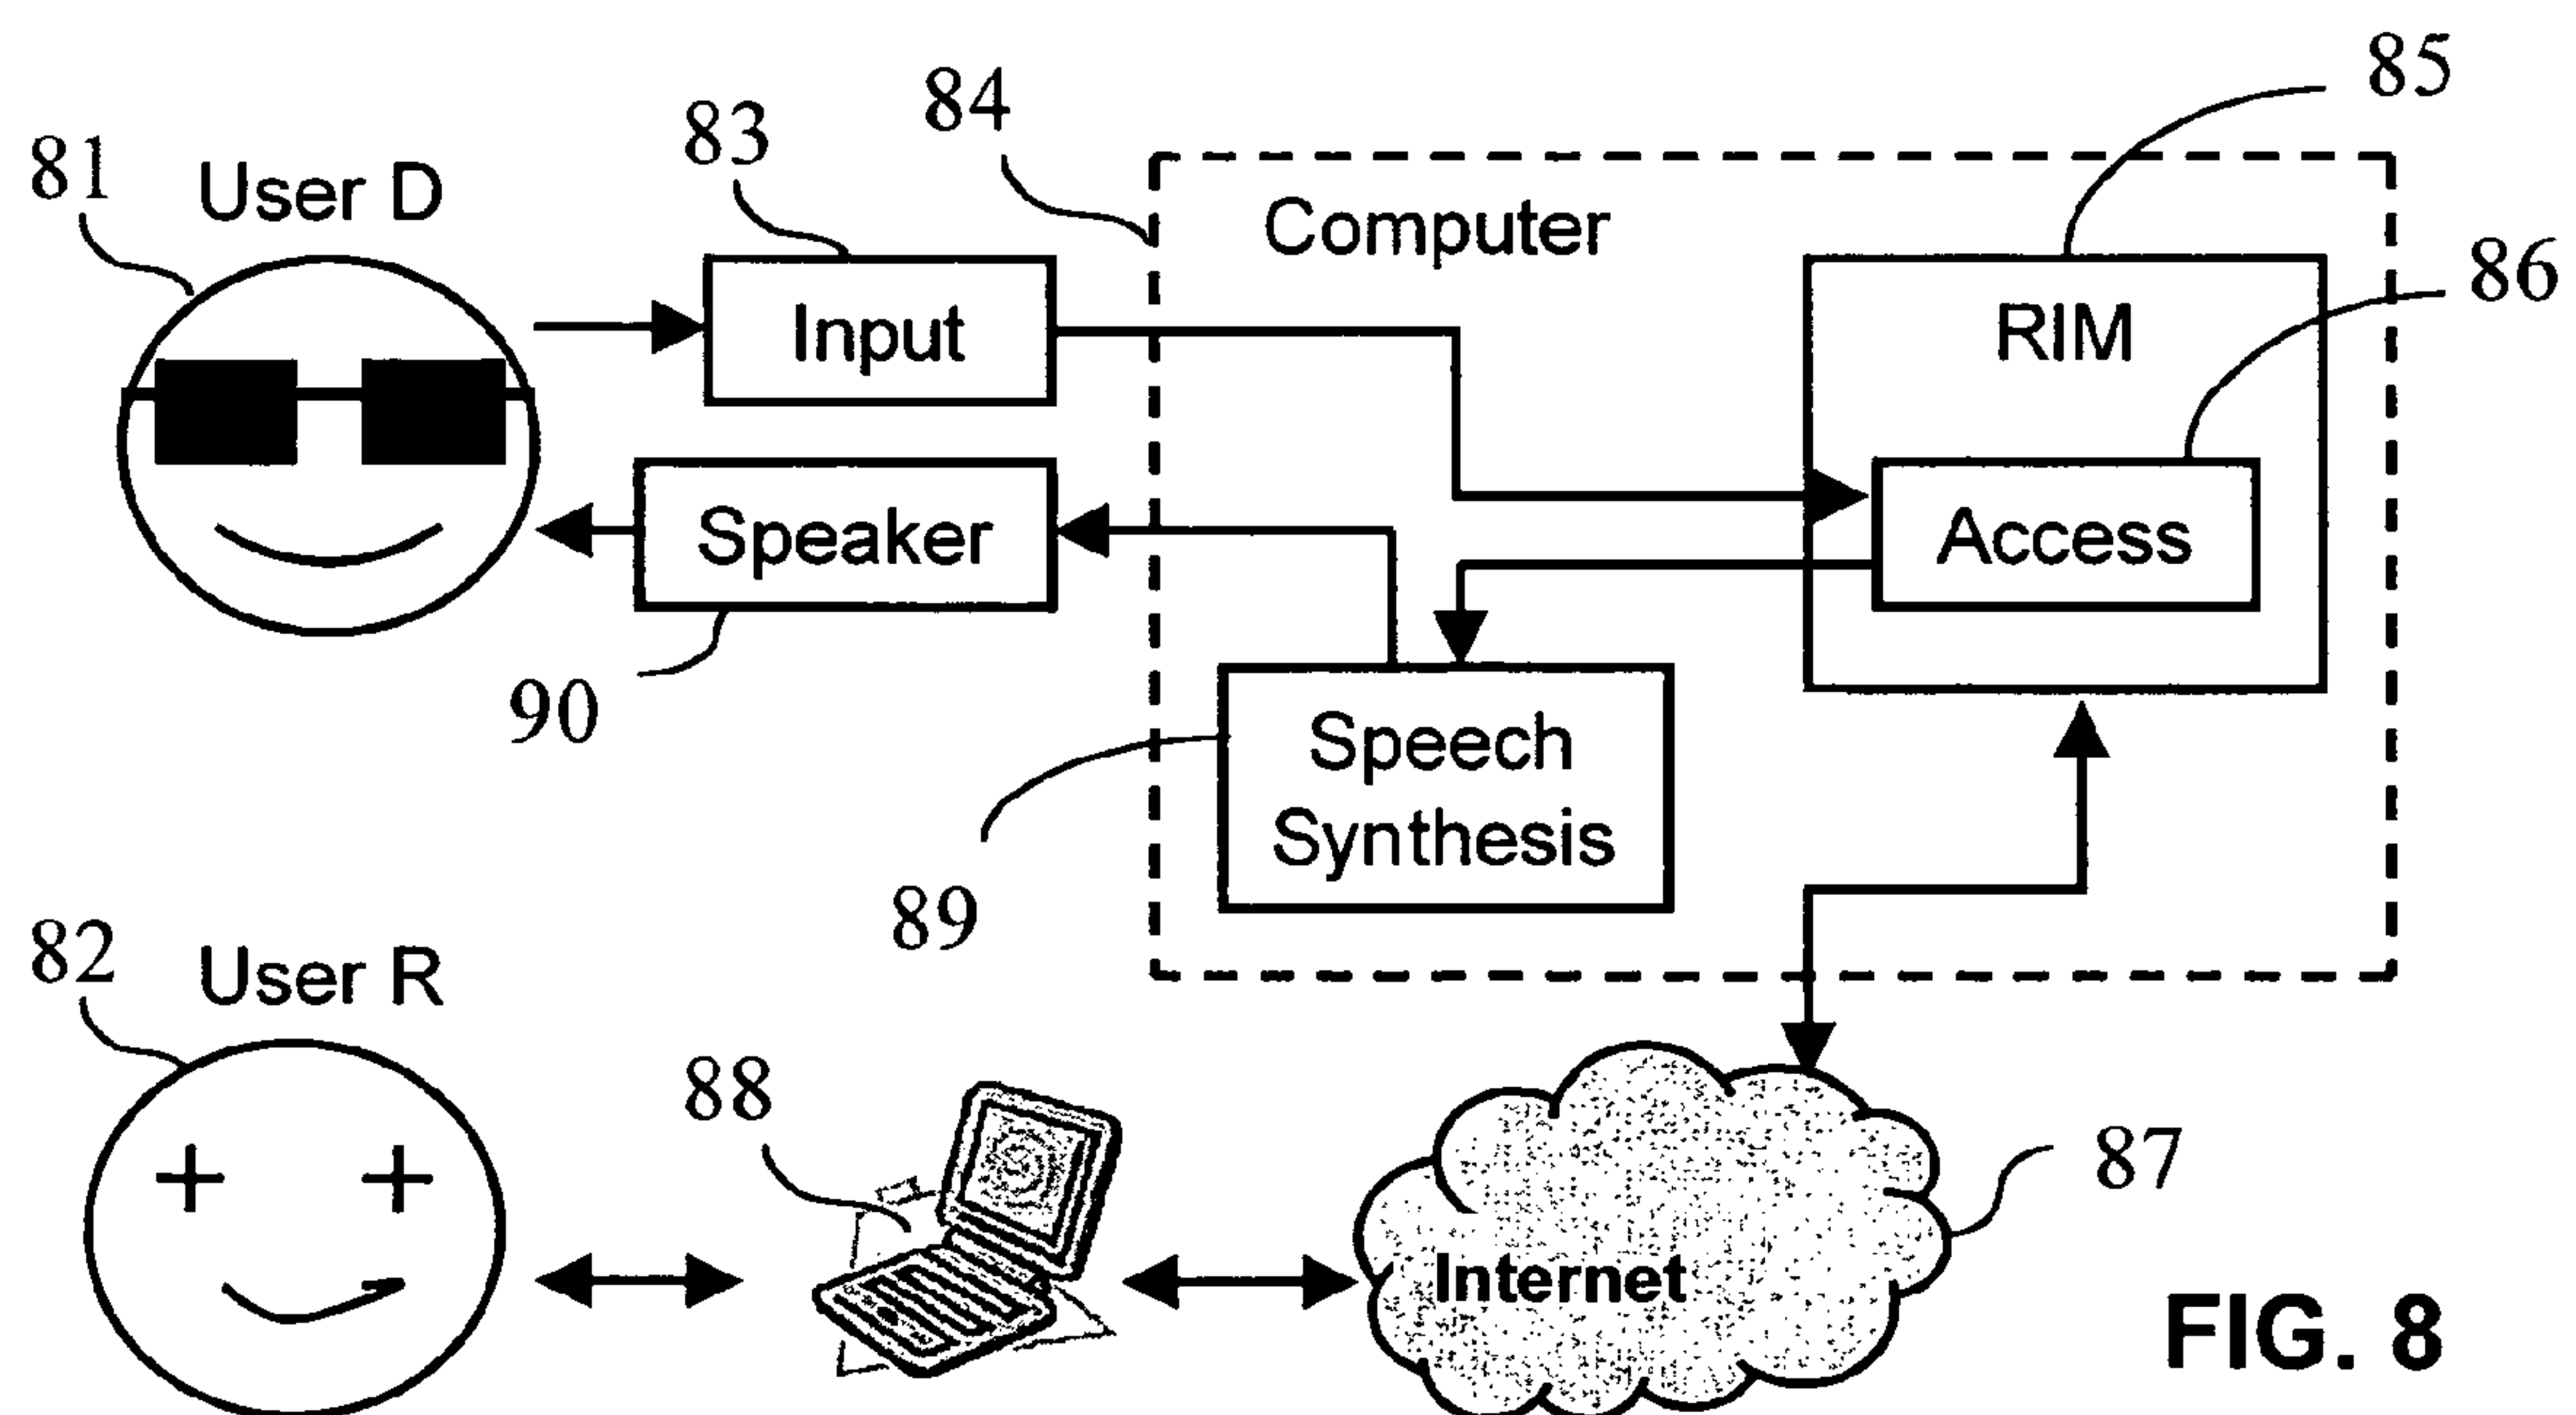 85
84
83
81
User D
Computer
86
RIM
Input
Access
Speaker
90
Speech
Synthesis
89
82
User R
88
87
Internet
FIG. 8